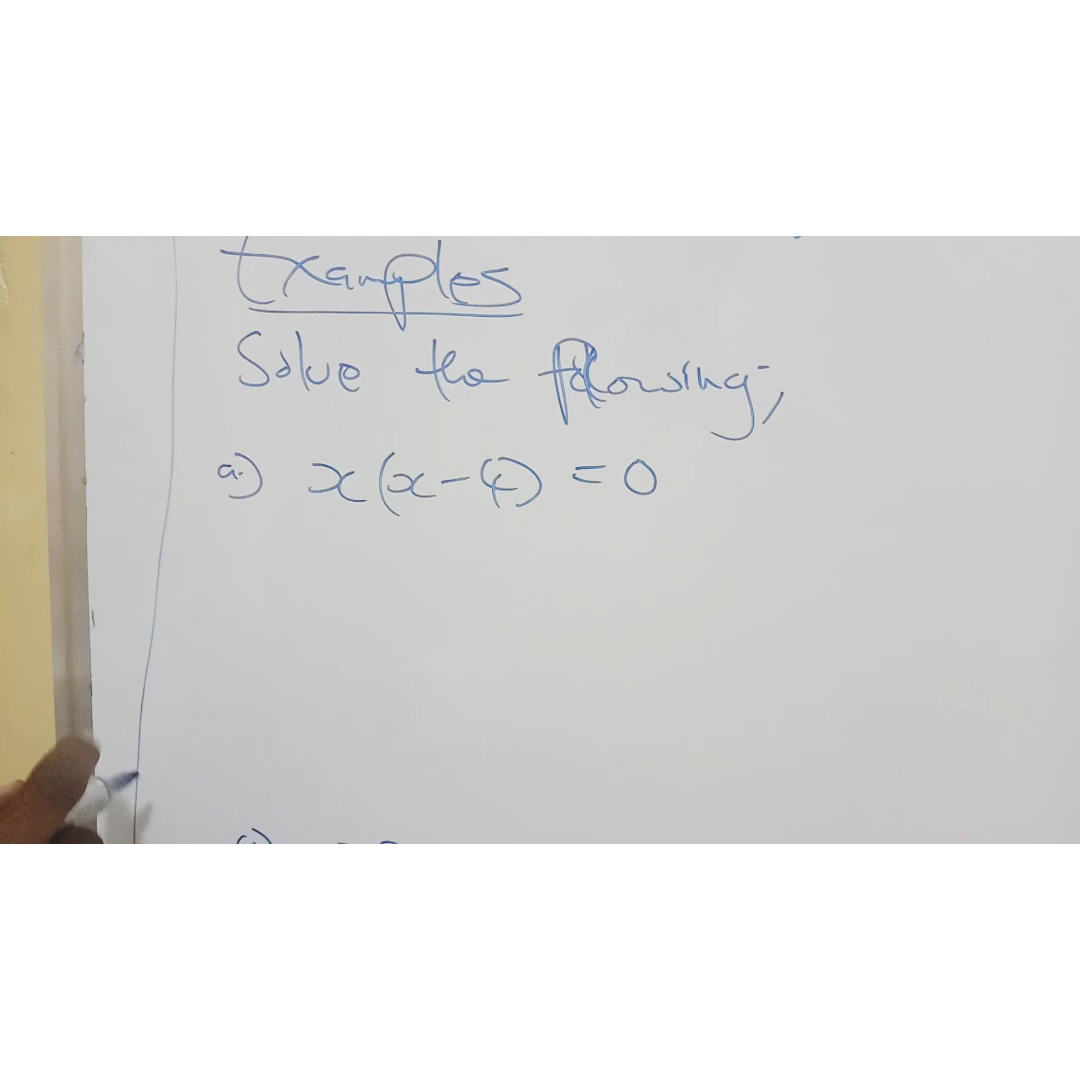 Examples
Solve the following;
a) x(x-4) = 0